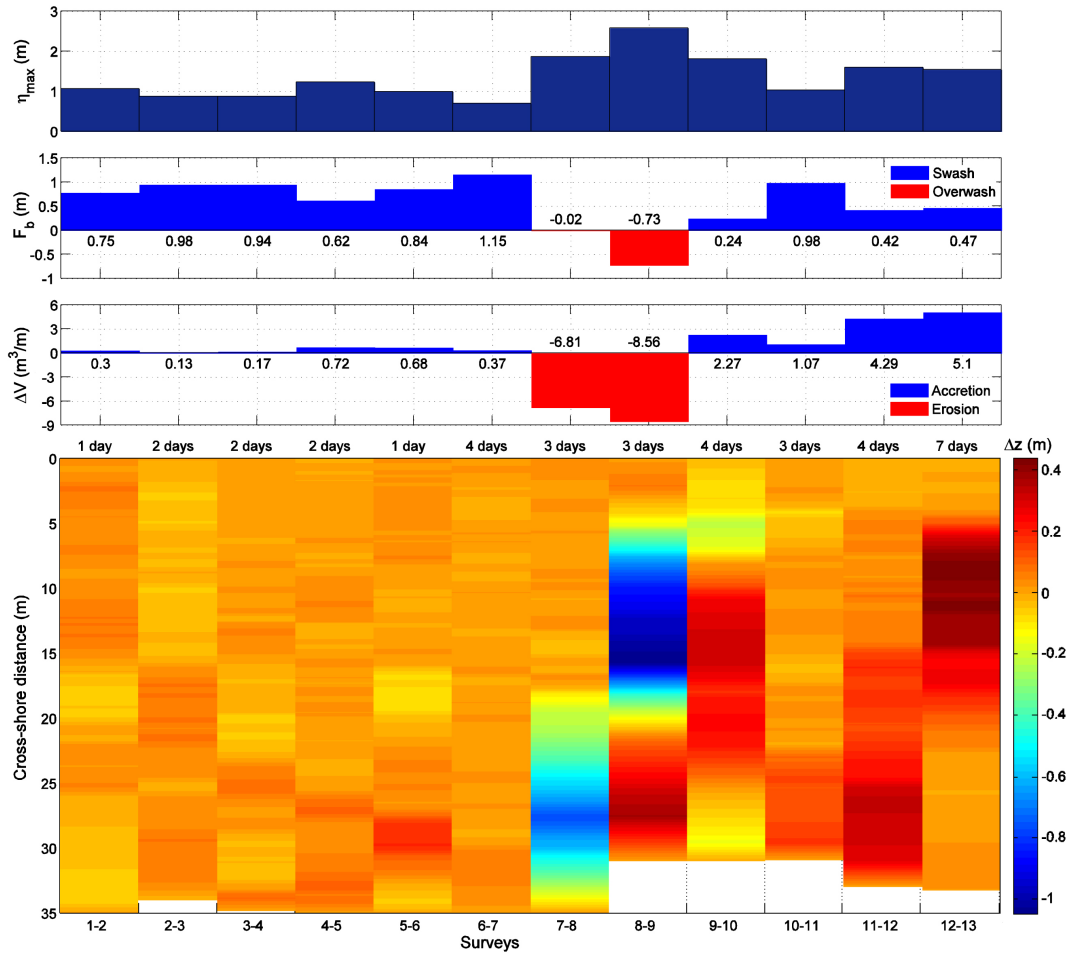 3
2
1
0
η_max (m)
1.5
1
0.5
0
-0.5
-1
F_b (m)
Swash
Overwash
-0.02 -0.73
0.75 0.98 0.94 0.62 0.84 1.15 0.24 0.98 0.42 0.47
6
3
0
-3
-6
-9
ΔV (m³/m)
-6.81 -8.56
0.3 0.13 0.17 0.72 0.68 0.37 2.27 1.07 4.29 5.1
Accretion
Erosion
1 day 2 days 2 days 2 days 1 day 4 days 3 days 3 days 4 days 3 days 4 days 7 days
Δz (m)
0
5
10
15
20
25
30
35
Cross-shore distance (m)
0.4
0.2
0
-0.2
-0.4
-0.6
-0.8
-1
1-2 2-3 3-4 4-5 5-6 6-7 7-8 8-9 9-10 10-11 11-12 12-13
Surveys